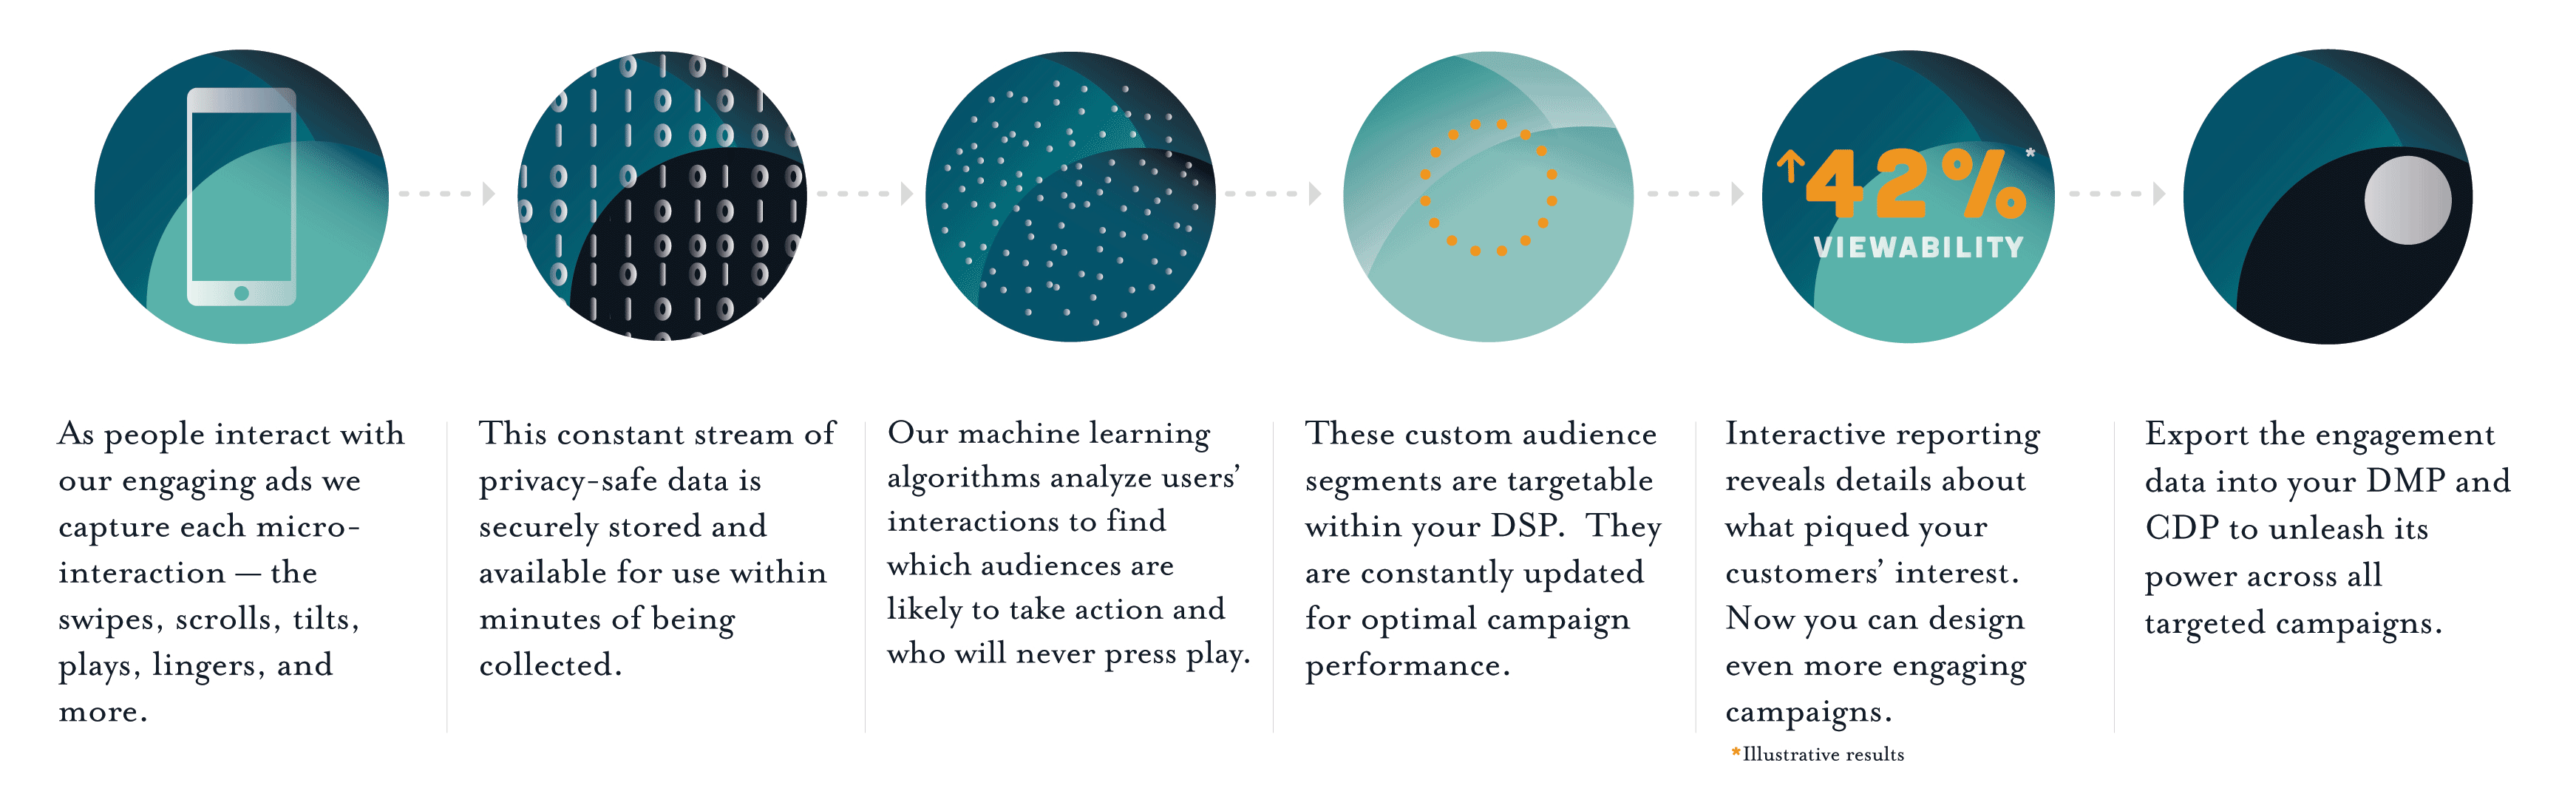 ↑42%*
VIEWABILITY
As people interact with
our engaging ads we
capture each micro-
interaction — the
swipes, scrolls, tilts,
plays, lingers, and
more.
This constant stream of
privacy-safe data is
securely stored and
available for use within
minutes of being
collected.
Our machine learning
algorithms analyze users’
interactions to find
which audiences are
likely to take action and
who will never press play.
These custom audience
segments are targetable
within your DSP.  They
are constantly updated
for optimal campaign
performance.
Interactive reporting
reveals details about
what piqued your
customers’ interest.
Now you can design
even more engaging
campaigns.
*Illustrative results
Export the engagement
data into your DMP and
CDP to unleash its
power across all
targeted campaigns.